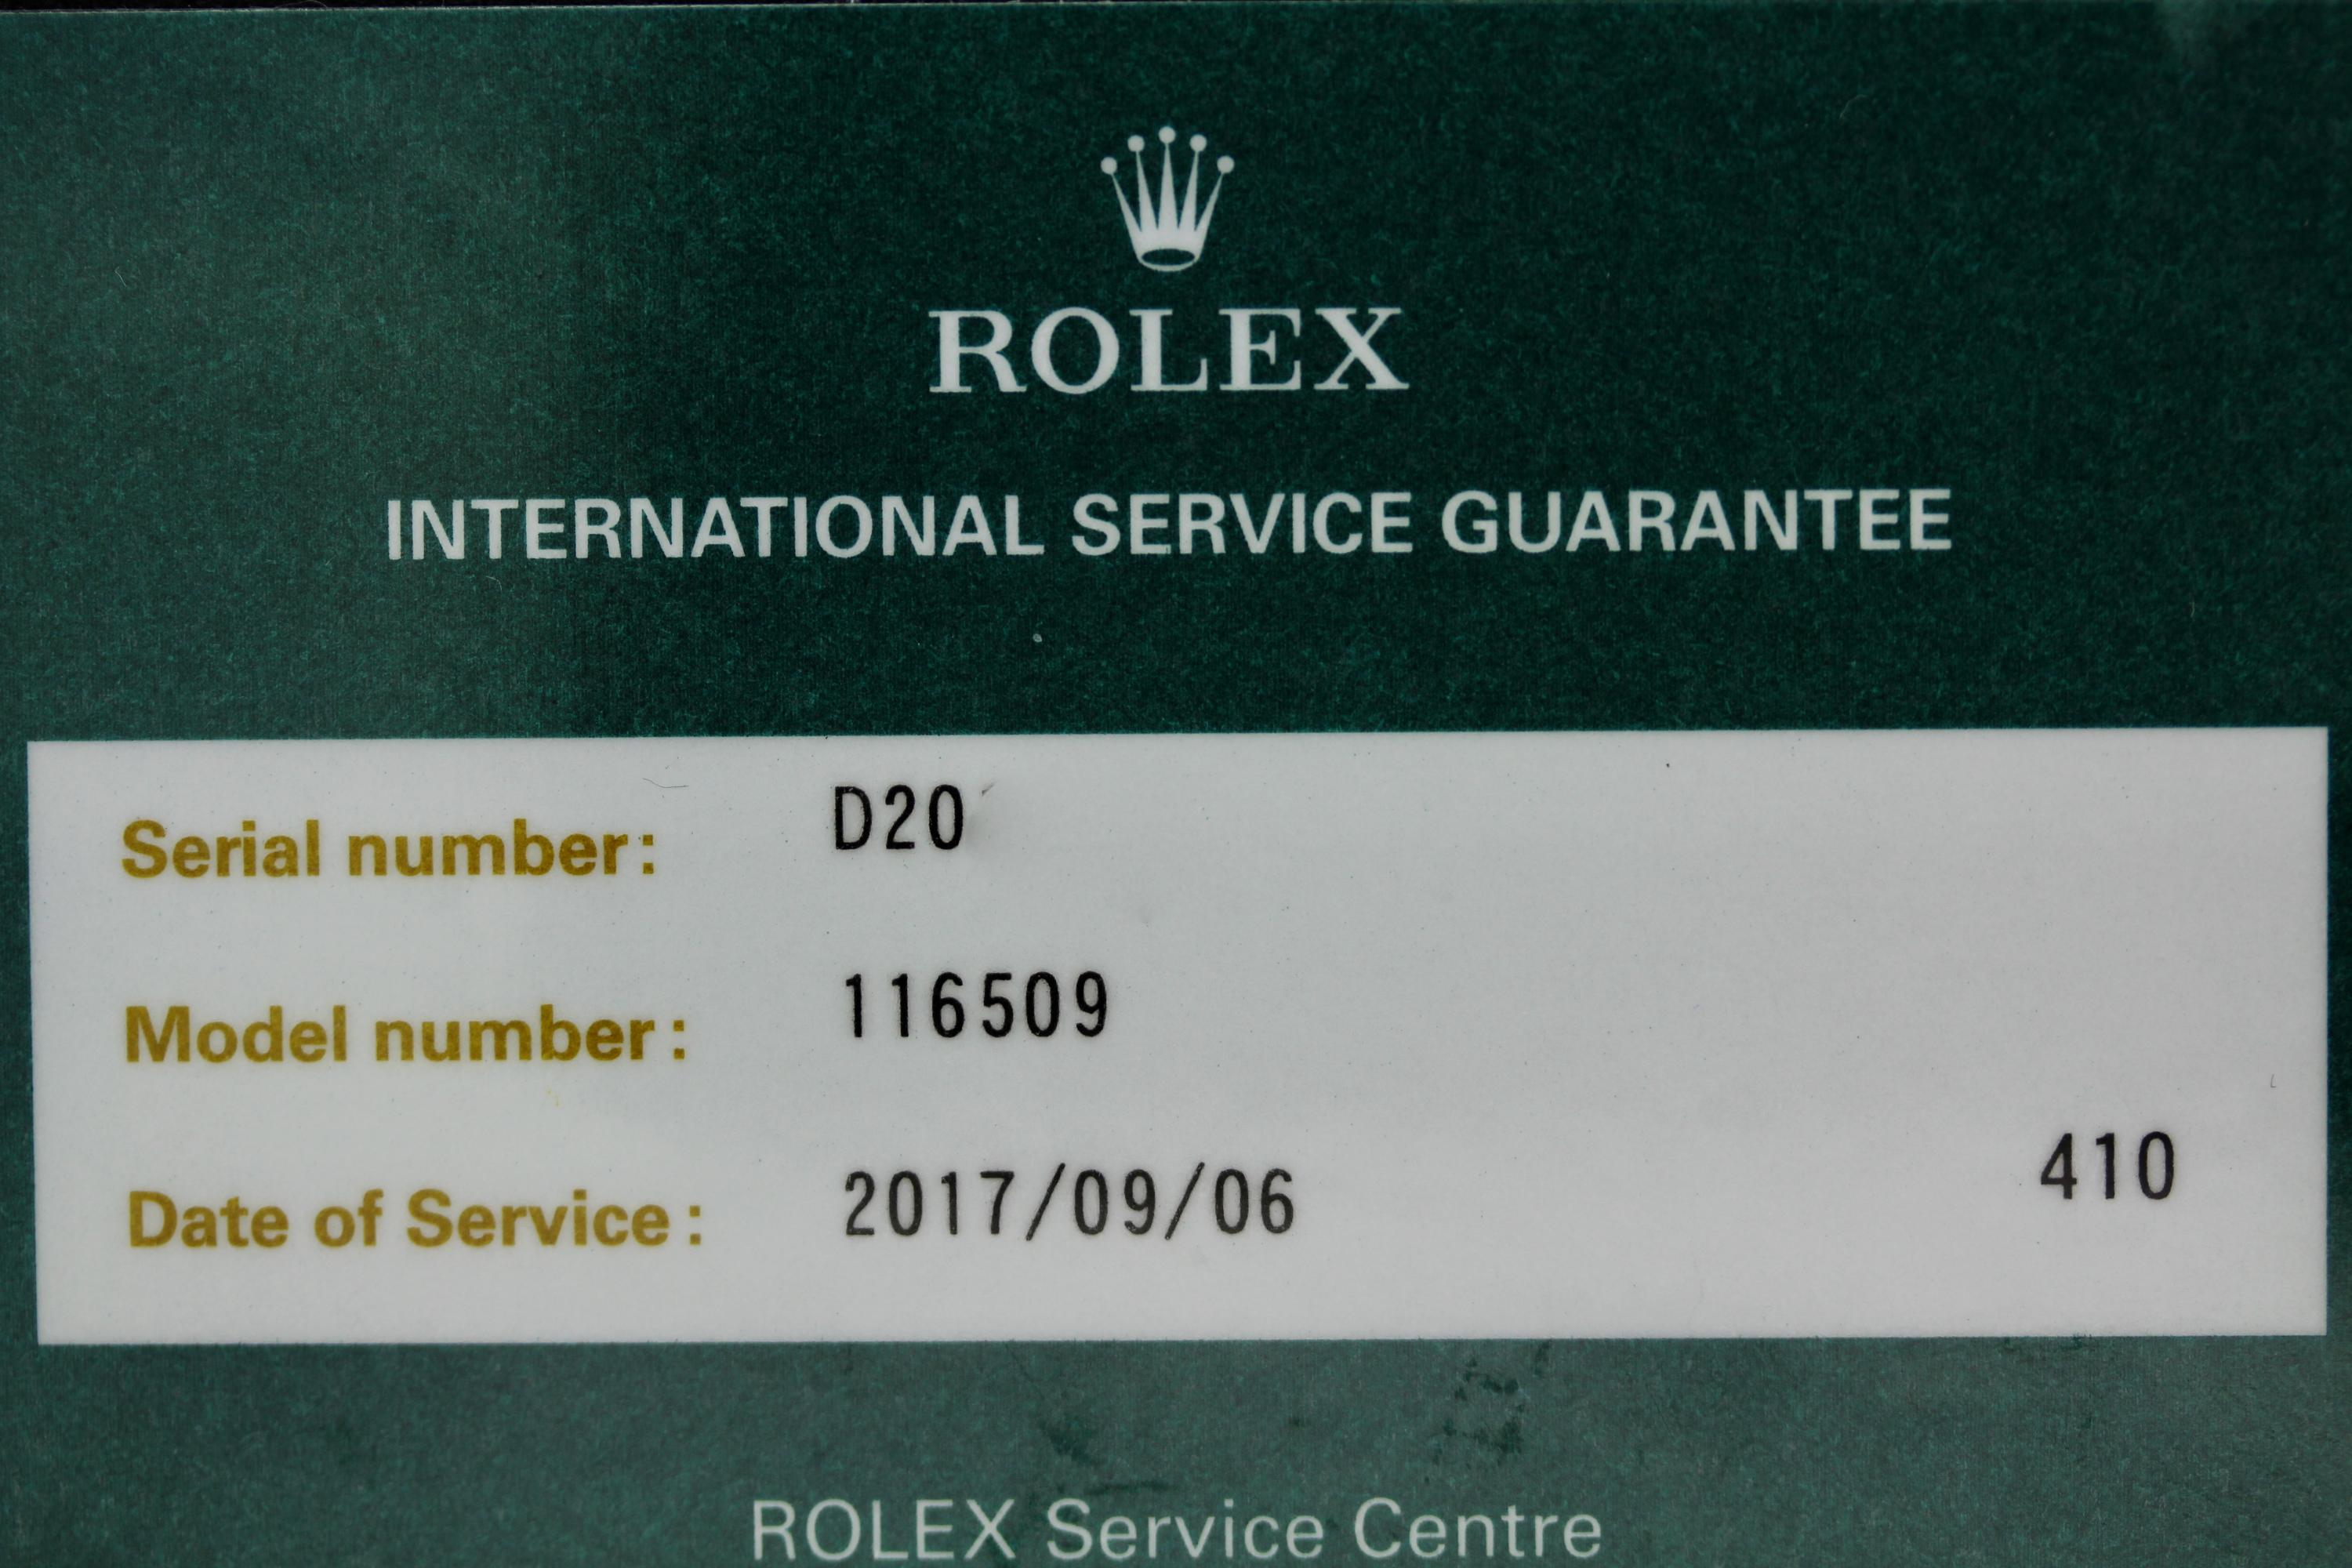 ROLEX
INTERNATIONAL SERVICE GUARANTEE
Serial number: D20
Model number: 116509
Date of Service: 2017/09/06 410
ROLEX Service Centre